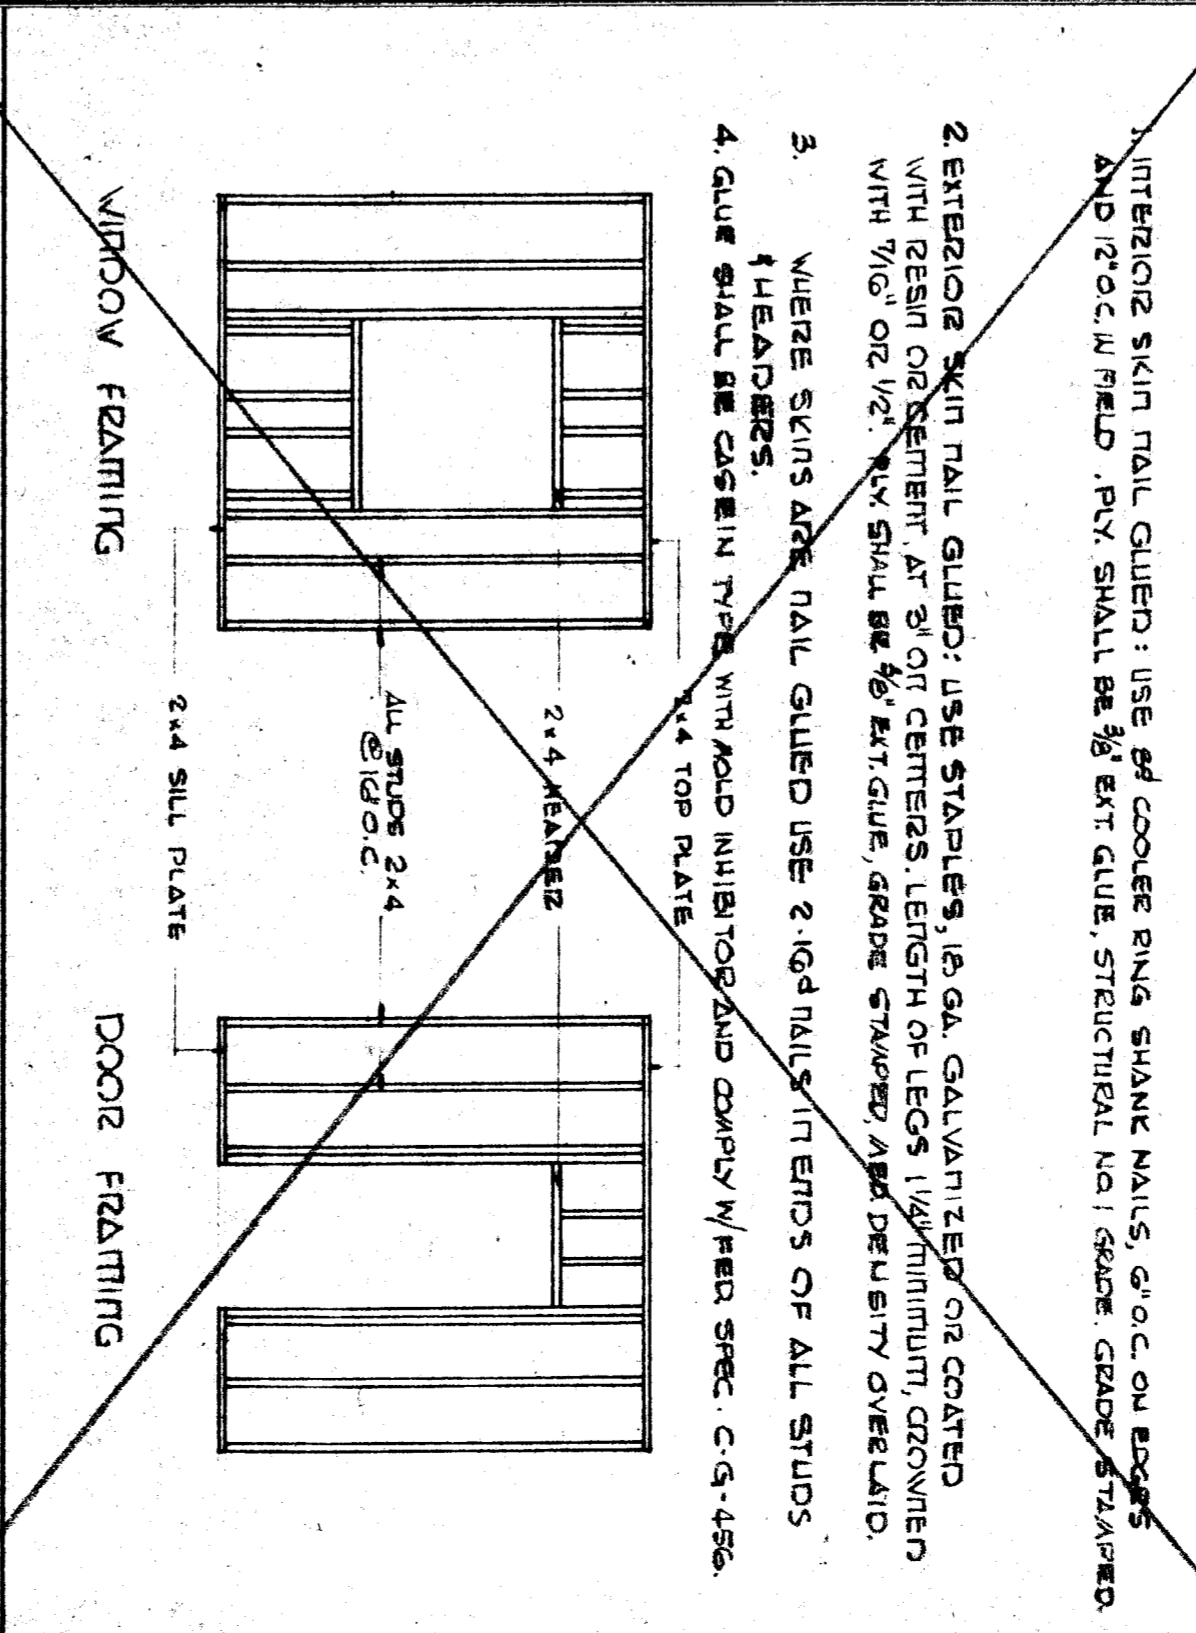 1. INTERIOR SKIN NAIL GLUED: USE 8d COOLER RING SHANK NAILS, 6" O.C. ON EDGES
AND 12" O.C. IN FIELD. PLY. SHALL BE 3/8" EXT. GLUE, STRUCTURAL NO. 1 GRADE. GRADE STAMPED
2. EXTERIOR SKIN NAIL GLUED: USE STAPLES, 18 GA. GALVANIZED OR COATED
WITH RESIN OR CEMENT, AT 3" ON CENTERS. LENGTH OF LEGS 1 1/4" MINIMUM, CROWNED
WITH 7/16" OR 1/2". PLY. SHALL BE 3/8" EXT. GLUE, GRADE STAMPED, MED. DENSITY OVERLAID.
3. WHERE SKINS ARE NAIL GLUED USE 2-16d NAILS IN ENDS OF ALL STUDS
& HEADERS.
4. GLUE SHALL BE CASEIN TYPE WITH MOLD INHIBITOR AND COMPLY W/ FED. SPEC. C-G-456.
2x4 TOP PLATE
2x4 HEADER
ALL STUDS 2x4
@ 16" O.C.
2x4 SILL PLATE
WINDOW FRAMING
DOOR FRAMING